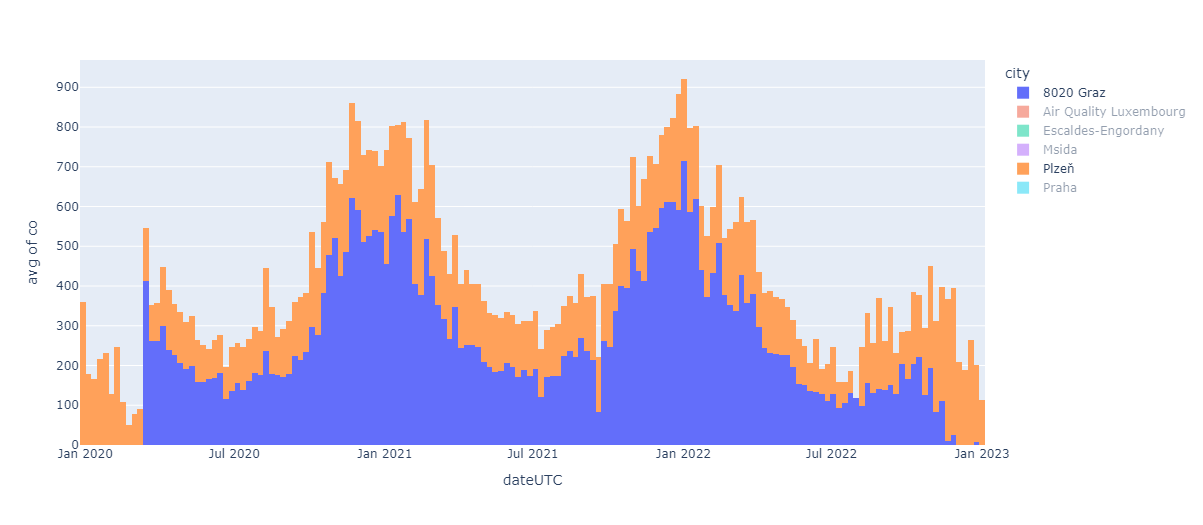 city
8020 Graz
Air Quality Luxembourg
Escaldes-Engordany
Msida
Plzeň
Praha
avg of co
900
800
700
600
500
400
300
200
100
0
Jan 2020 Jul 2020 Jan 2021 Jul 2021 Jan 2022 Jul 2022 Jan 2023
dateUTC